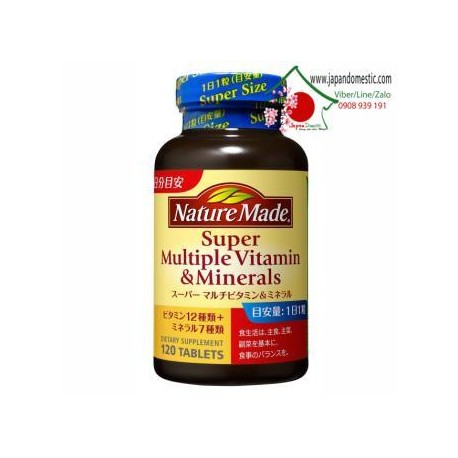 www.japandomestic.com
Viber/Line/Zalo
0908 939 191
Japan Domestic
1日1粒(目安量)
Super Size
日分目安
Nature Made
Super
Multiple Vitamin
& Minerals
スーパー マルチビタミン&ミネラル
ビタミン12種類+
ミネラル7種類
目安量:1日1粒
DIETARY SUPPLEMENT
120 TABLETS
食生活は、主食、主菜、
副菜を基本に、
食事のバランスを。